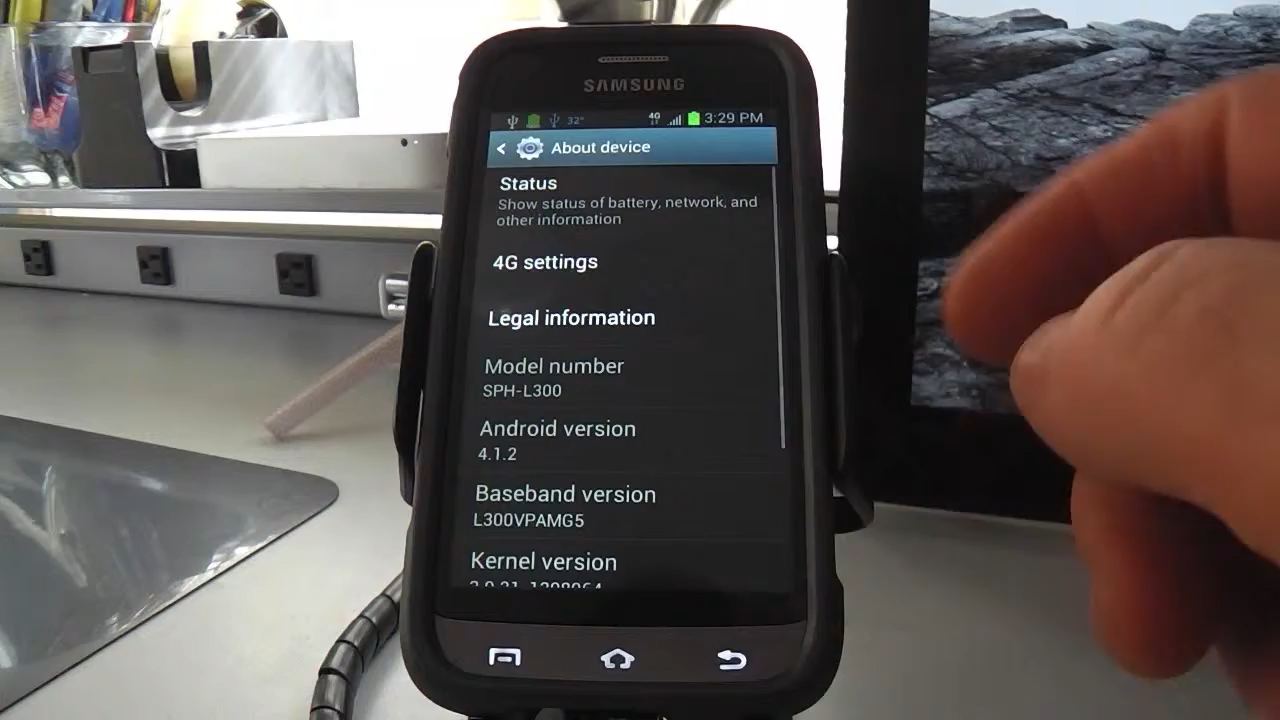 SAMSUNG
32° 4G 3:29 PM
About device
Status
Show status of battery, network, and
other information
4G settings
Legal information
Model number
SPH-L300
Android version
4.1.2
Baseband version
L300VPAMG5
Kernel version